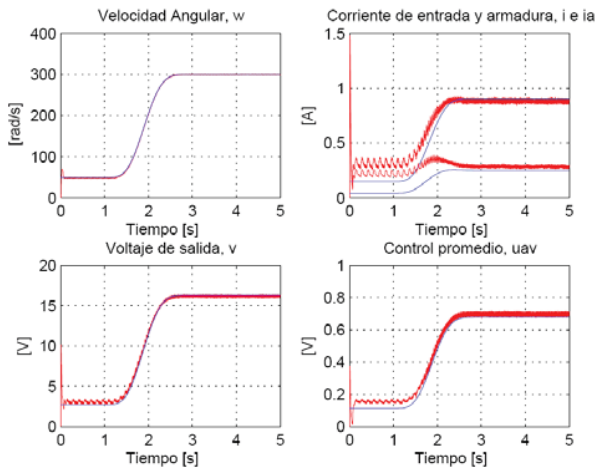 Velocidad Angular, w
400
300
200
100
0
[rad/s]
0 1 2 3 4 5
Tiempo [s]
Corriente de entrada y armadura, i e ia
1.5
1
0.5
0
[A]
0 1 2 3 4 5
Tiempo [s]
Voltaje de salida, v
20
15
10
5
0
[V]
0 1 2 3 4 5
Tiempo [s]
Control promedio, uav
1
0.8
0.6
0.4
0.2
0
[V]
0 1 2 3 4 5
Tiempo [s]